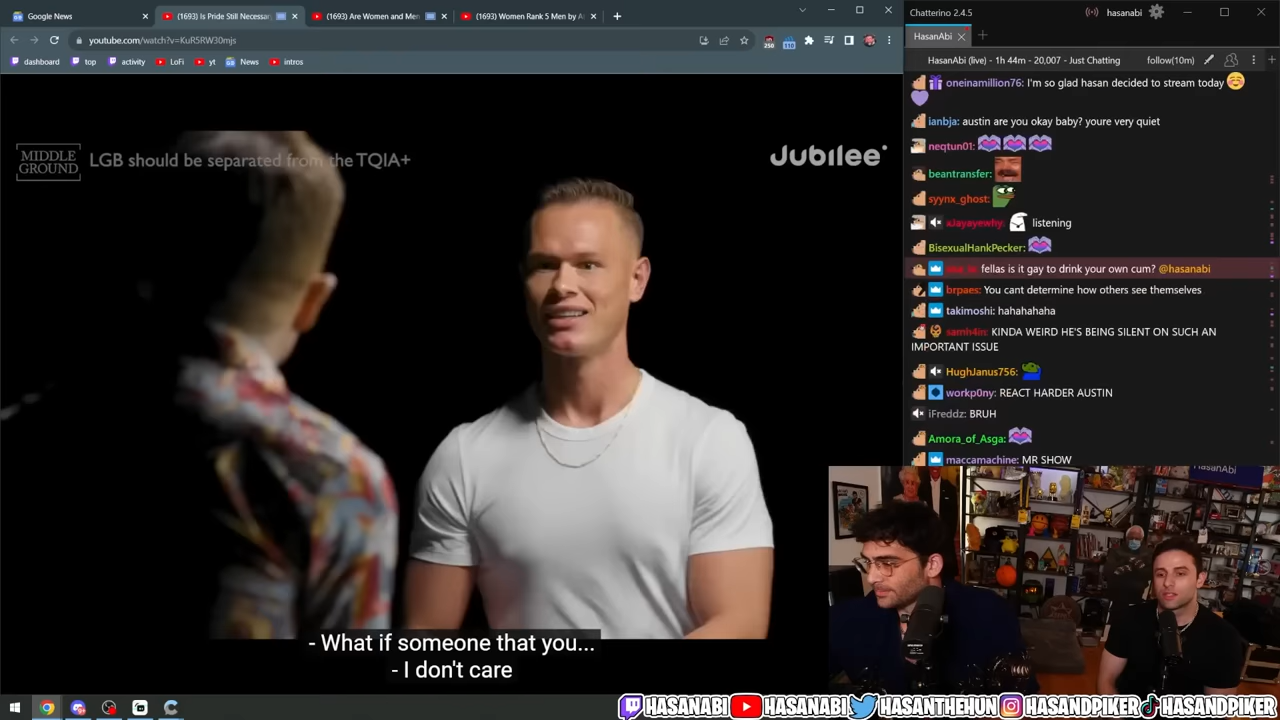 Google News
(1693) Is Pride Still Necessary
(1693) Are Women and Men
(1693) Women Rank 5 Men by A
youtube.com/watch?v=KuR5RW30mjs
250
110
dashboard
top
activity
LoFi
yt
News
intros
MIDDLE GROUND
LGB should be separated from the TQIA+
Jubilee
- What if someone that you...
- I don't care
Chatterino 2.4.5
hasanabi
HasanAbi
HasanAbi (live) - 1h 44m - 20,007 - Just Chatting
follow(10m)
oneinamillion76: I'm so glad hasan decided to stream today
ianbja: austin are you okay baby? youre very quiet
neqtun01:
beantransfer:
syynx_ghost:
xJayayewhy: listening
BisexualHankPecker:
fellas is it gay to drink your own cum? @hasanabi
brpaes: You cant determine how others see themselves
takimoshi: hahahahaha
samh4in: KINDA WEIRD HE'S BEING SILENT ON SUCH AN
IMPORTANT ISSUE
HughJanus756:
workp0ny: REACT HARDER AUSTIN
iFreddz: BRUH
Amora_of_Asga:
maccamachine: MR SHOW
HasanAbi
HASANABI
HASANABI
HASANTHEHUN
HASANDPIKER
HASANDPIKER